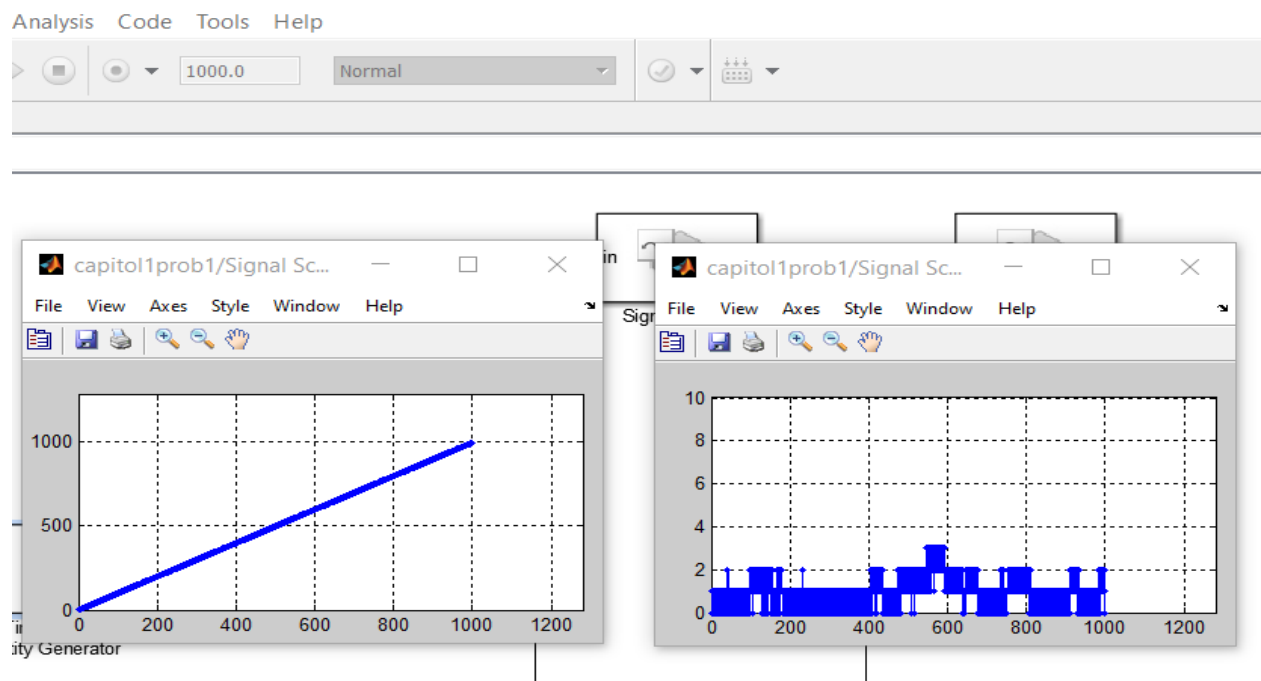 Analysis Code Tools Help
1000.0 Normal
in
capitol1prob1/Signal Sc...
File View Axes Style Window Help
1000
500
0
0 200 400 600 800 1000 1200
Sigr
capitol1prob1/Signal Sc...
File View Axes Style Window Help
10
8
6
4
2
0
0 200 400 600 800 1000 1200
ity Generator